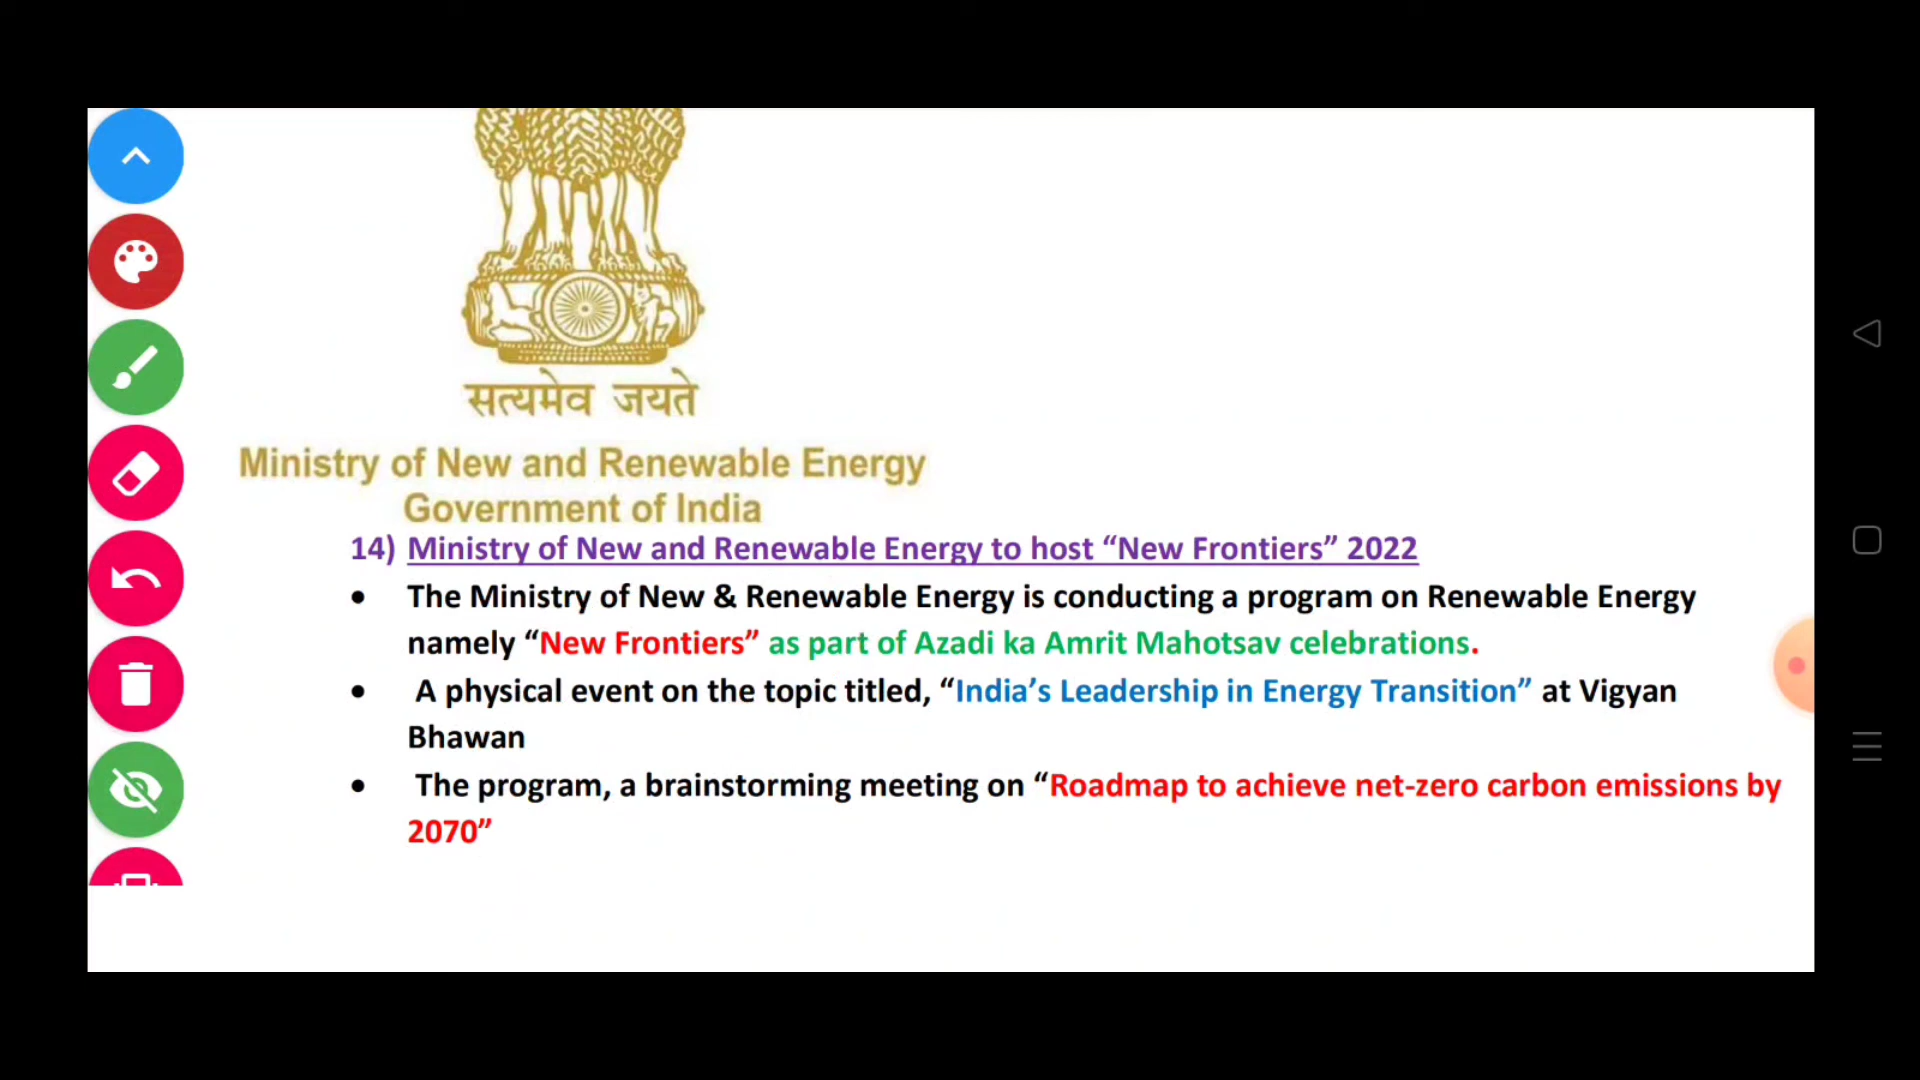 सत्यमेव जयते
Ministry of New and Renewable Energy
Government of India
14) Ministry of New and Renewable Energy to host “New Frontiers” 2022
• The Ministry of New & Renewable Energy is conducting a program on Renewable Energy
namely “New Frontiers” as part of Azadi ka Amrit Mahotsav celebrations.
• A physical event on the topic titled, “India’s Leadership in Energy Transition” at Vigyan
Bhawan
• The program, a brainstorming meeting on “Roadmap to achieve net-zero carbon emissions by
2070”